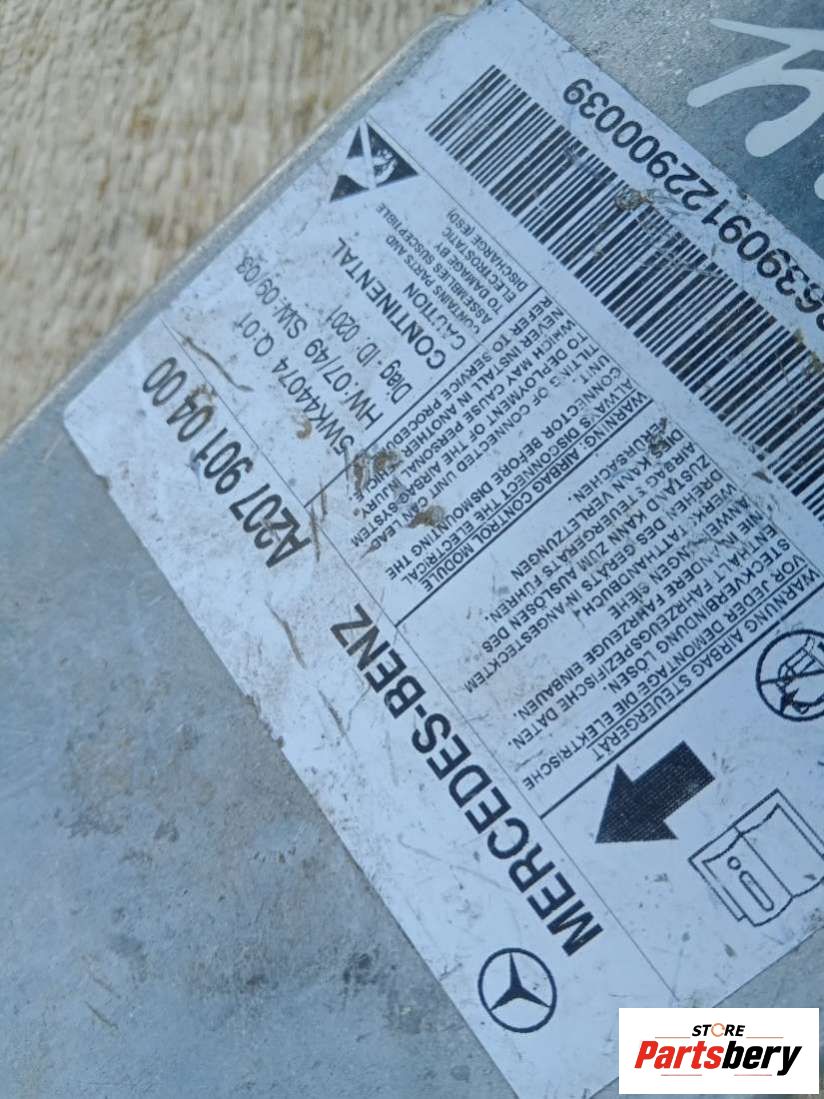 MERCEDES-BENZ
A207 901 04 00
5WK44074 Q:01
HW: 07/49 SW: 09/03
Diag - ID: 0201
CONTINENTAL
CAUTION
CONTAINS PARTS AND
ASSEMBLIES SUSCEPTIBLE
TO DAMAGE BY
ELECTROSTATIC
DISCHARGE (ESD)
WARNING: AIRBAG CONTROL MODULE
ALWAYS DISCONNECT THE ELECTRICAL
CONNECTOR BEFORE DISMOUNTING THE
UNIT.
TILTING OF CONNECTED UNIT CAN LEAD
TO DEPLOYMENT OF THE AIRBAG SYSTEM
WHICH MAY CAUSE PERSONAL INJURY.
NEVER INSTALL IN ANOTHER VEHICLE
REFER TO SERVICE PROCEDURE
WARNUNG AIRBAG STEUERGERÄT
VOR JEDER DEMONTAGE DIE ELEKTRISCHE
STECKVERBINDUNG LÖSEN.
ENTHÄLT FAHRZEUGSPEZIFISCHE DATEN.
NIE IN ANDERE FAHRZEUGE EINBAUEN.
ANWEISUNGEN SIEHE
WERKSTATTHANDBUCH.
DREHEN DES GERÄTS IN ANGESTECKTEM
ZUSTAND KANN ZUM AUSLÖSEN DES
AIRBAG STEUERGERÄTS FÜHREN.
DIES KANN VERLETZUNGEN
VERURSACHEN.
8639091229000039
STORE
Partsbery